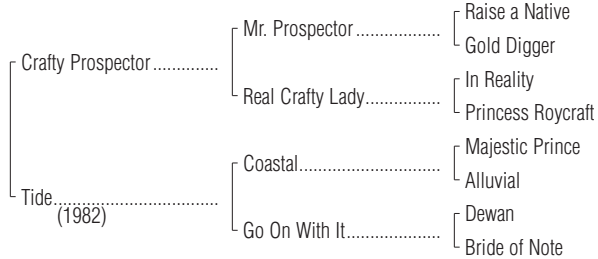 Raise a Native
Mr. Prospector..................
Gold Digger
Crafty Prospector..............
In Reality
Real Crafty Lady................
Princess Roycraft
Majestic Prince
Coastal..............................
Alluvial
Tide....................................
(1982)
Dewan
Go On With It....................
Bride of Note